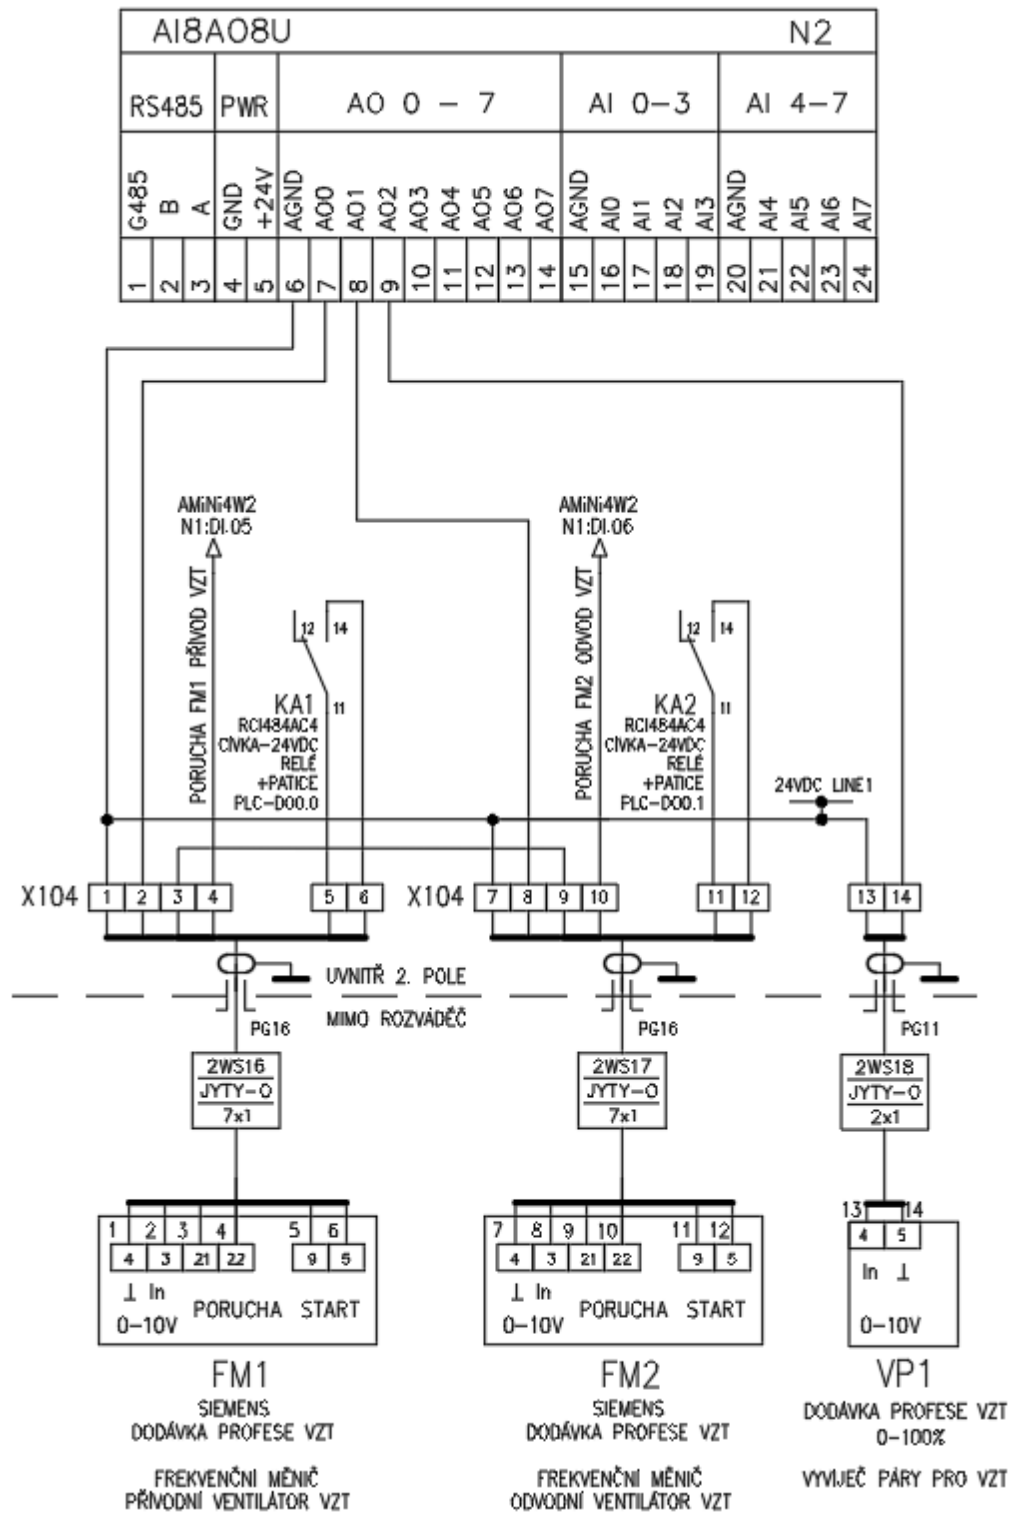 AI8AO8U N2
RS485 PWR AO 0 – 7 AI 0–3 AI 4–7
G485 B A GND +24V AGND AO0 AO1 AO2 AO3 AO4 AO5 AO6 AO7 AGND AI0 AI1 AI2 AI3 AGND AI4 AI5 AI6 AI7
1 2 3 4 5 6 7 8 9 10 11 12 13 14 15 16 17 18 19 20 21 22 23 24
AMiNi4W2
N1:DI.05
PORUCHA FM1 PŘÍVOD VZT
12 14
KA1 11
RCI484AC4
CÍVKA–24VDC
RELÉ
+PATICE
PLC–DO0.0
AMiNi4W2
N1:DI.06
PORUCHA FM2 ODVOD VZT
12 14
KA2 11
RCI484AC4
CÍVKA–24VDC
RELÉ
+PATICE
PLC–DO0.1
24VDC LINE1
X104 1 2 3 4 5 6
X104 7 8 9 10 11 12
13 14
UVNITŘ 2. POLE
MIMO ROZVÁDĚČ
PG16
PG16
PG11
2WS16
JYTY–O
7x1
2WS17
JYTY–O
7x1
2WS18
JYTY–O
2x1
1 2 3 4 5 6
4 3 21 22 9 5
⊥ In
0–10V
PORUCHA START
FM1
SIEMENS
DODÁVKA PROFESE VZT
FREKVENČNÍ MĚNIČ
PŘÍVODNÍ VENTILÁTOR VZT
7 8 9 10 11 12
4 3 21 22 9 5
⊥ In
0–10V
PORUCHA START
FM2
SIEMENS
DODÁVKA PROFESE VZT
FREKVENČNÍ MĚNIČ
ODVODNÍ VENTILÁTOR VZT
13 14
4 5
In ⊥
0–10V
VP1
DODÁVKA PROFESE VZT
0–100%
VYVIJEČ PÁRY PRO VZT